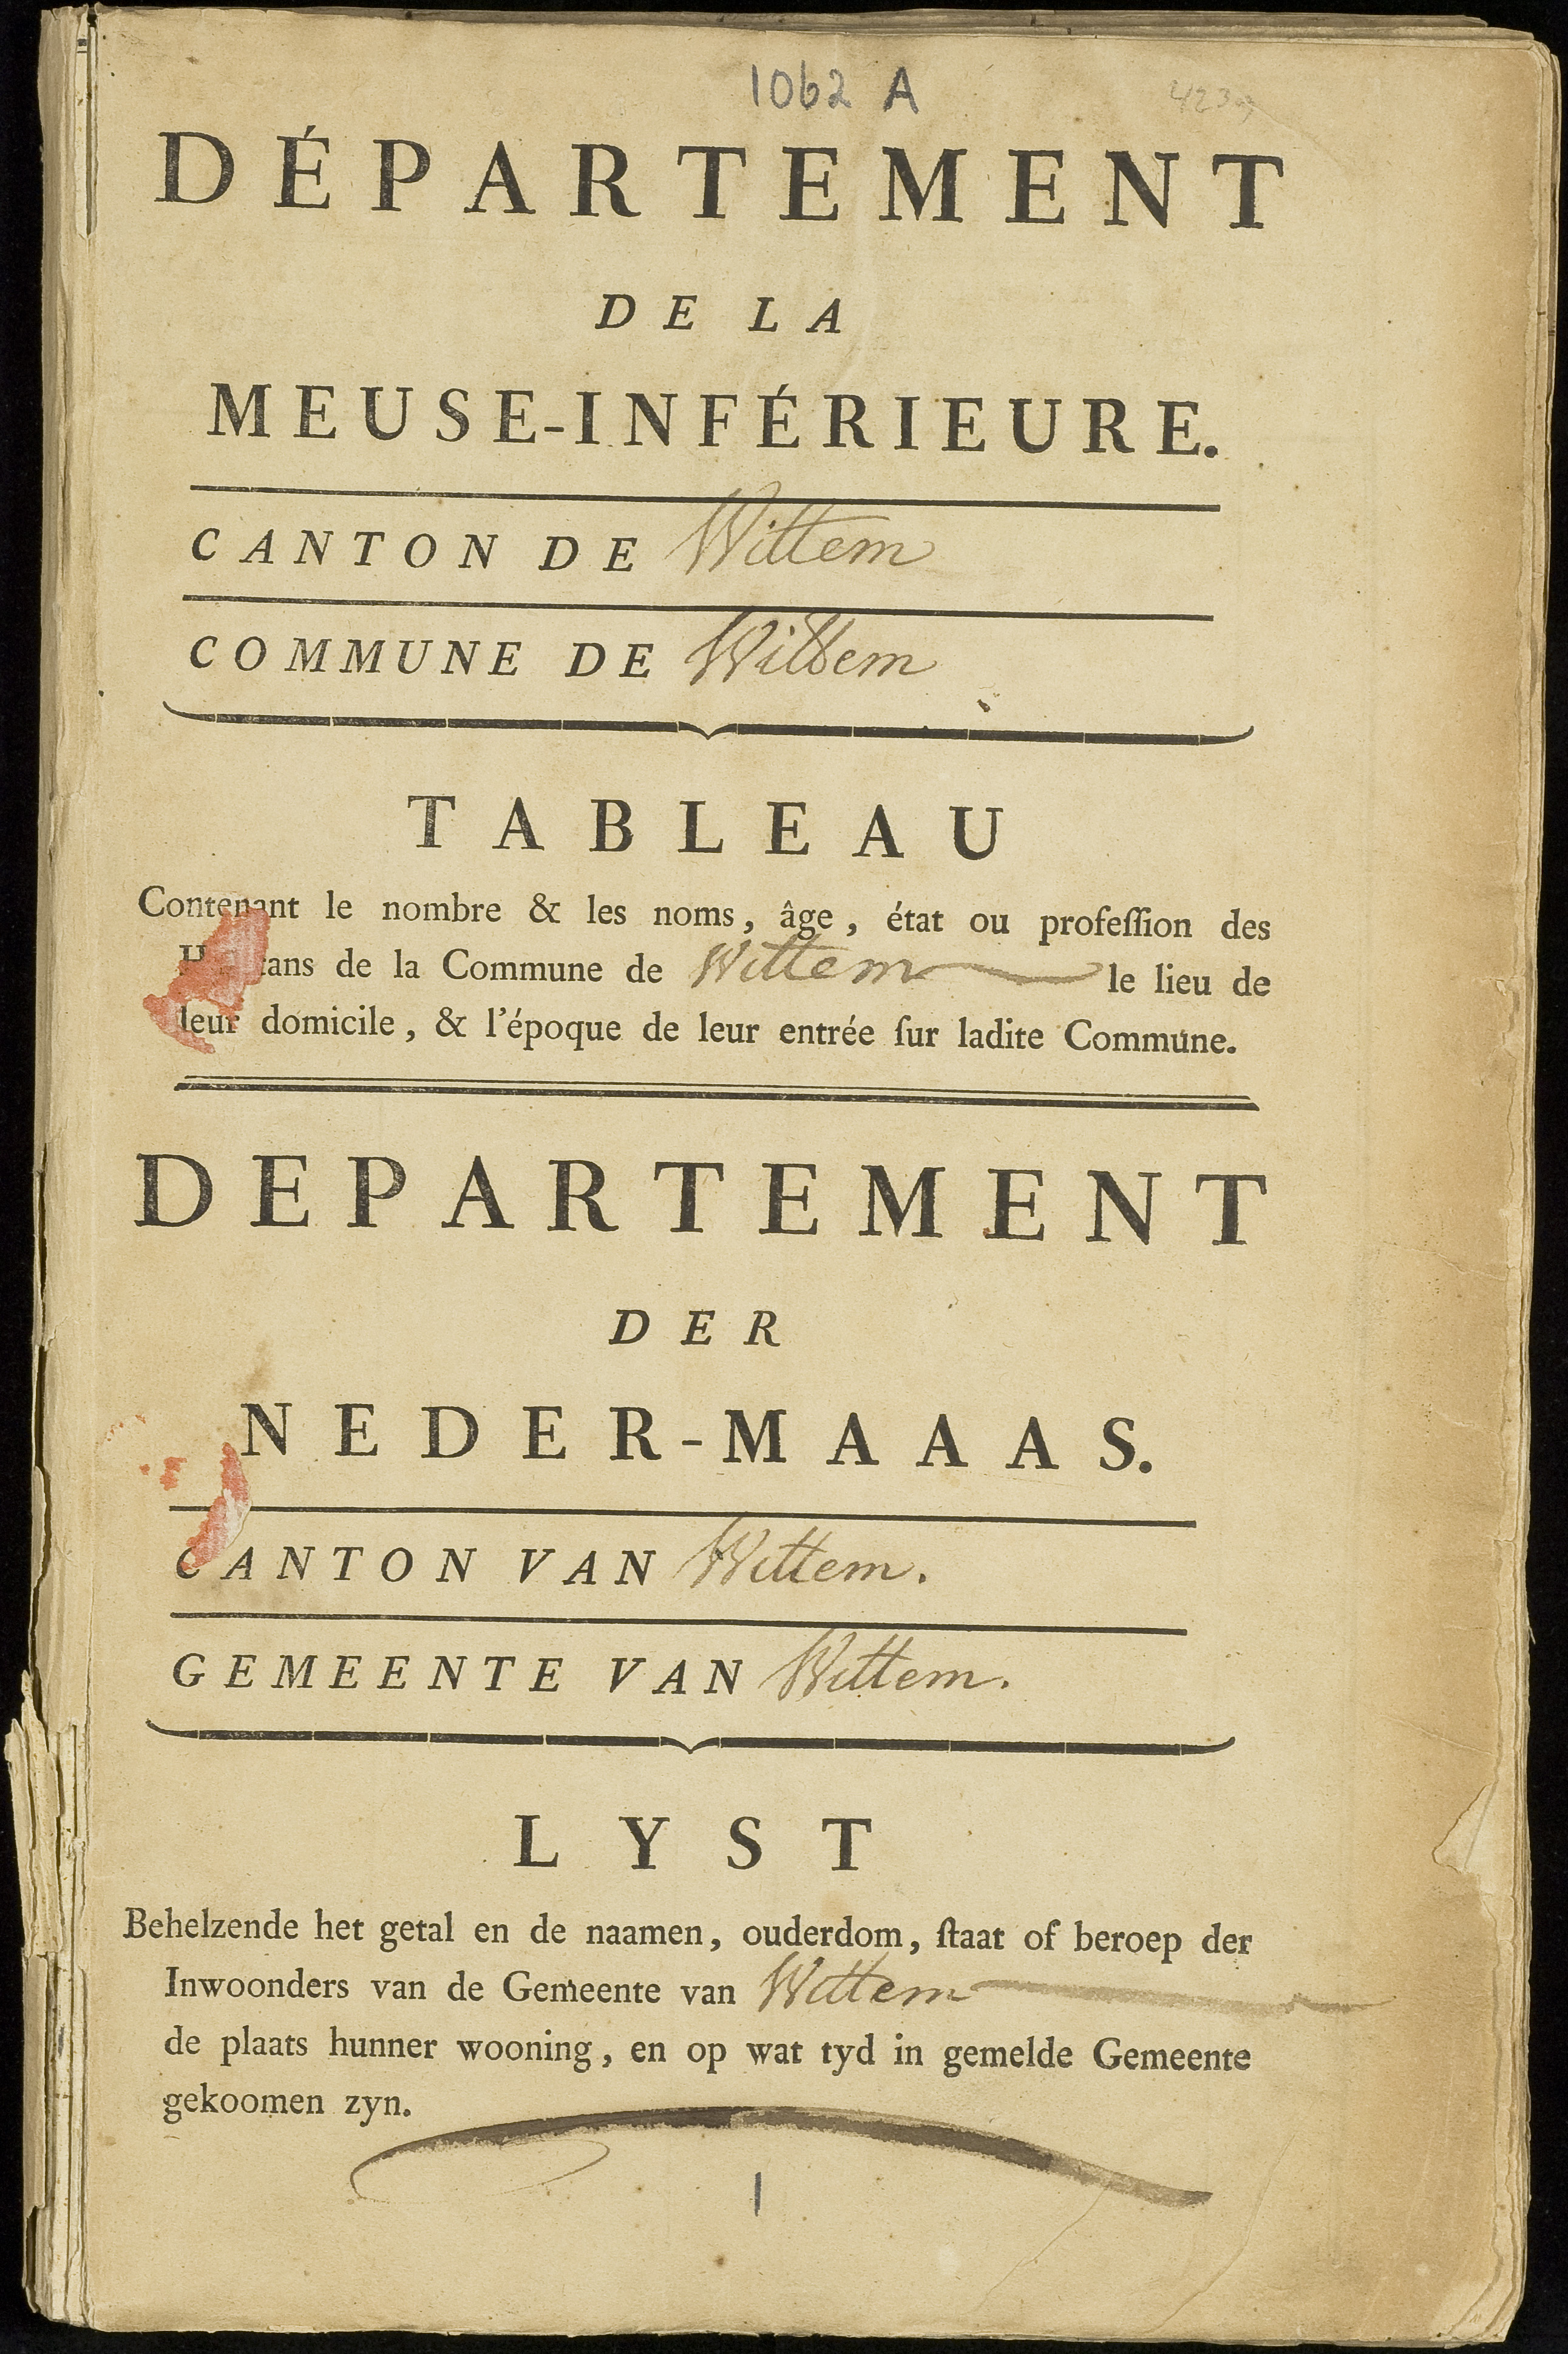 1062 A
DÉPARTEMENT
DE LA
MEUSE-INFÉRIEURE.
CANTON DE Wittem
COMMUNE DE Wittem
TABLEAU
Contenant le nombre & les noms, âge, état ou profeſſion des
de la Commune de Wittem le lieu de
leur domicile, & l'époque de leur entrée ſur ladite Commune.
DEPARTEMENT
DER
NEDER-MAAAS.
CANTON VAN Wittem.
GEMEENTE VAN Wittem.
LYST
Behelzende het getal en de naamen, ouderdom, ſtaat of beroep der
Inwoonders van de Gemeente van Wittem
de plaats hunner wooning, en op wat tyd in gemelde Gemeente
gekoomen zyn.
1